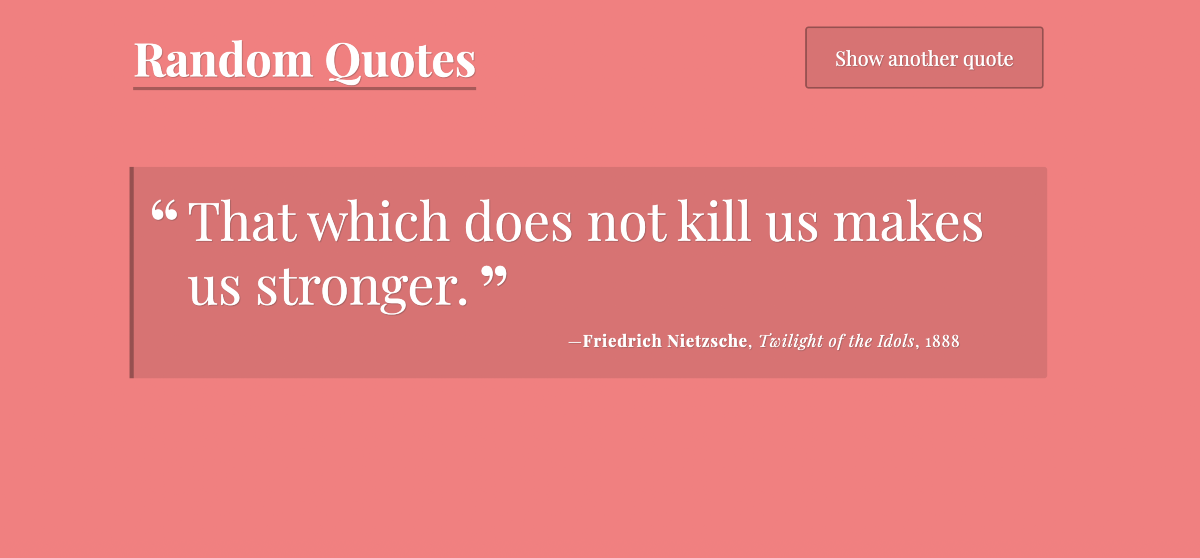 Random Quotes
Show another quote
“ That which does not kill us makes
us stronger. ”
—Friedrich Nietzsche, Twilight of the Idols, 1888